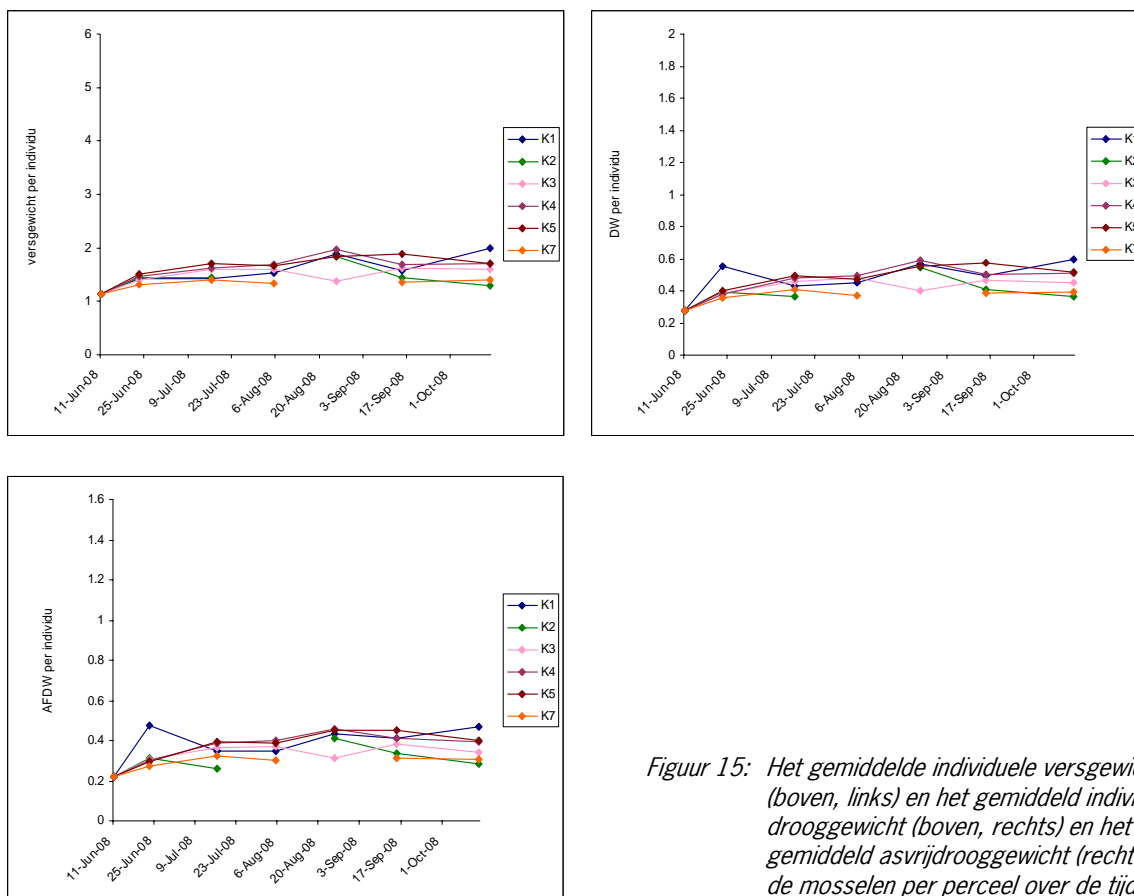 6
5
4
3
2
1
0
versgewicht per individu
11-Jun-08
25-Jun-08
9-Jul-08
23-Jul-08
6-Aug-08
20-Aug-08
3-Sep-08
17-Sep-08
1-Oct-08
K1
K2
K3
K4
K5
K7
2
1.8
1.6
1.4
1.2
1
0.8
0.6
0.4
0.2
0
DW per individu
11-Jun-08
25-Jun-08
9-Jul-08
23-Jul-08
6-Aug-08
20-Aug-08
3-Sep-08
17-Sep-08
1-Oct-08
1.6
1.4
1.2
1
0.8
0.6
0.4
0.2
0
AFDW per individu
11-Jun-08
25-Jun-08
9-Jul-08
23-Jul-08
6-Aug-08
20-Aug-08
3-Sep-08
17-Sep-08
1-Oct-08
K1
K2
K3
K4
K5
K7
Figuur 15: Het gemiddelde individuele
(boven, links) en het gemiddeld
drooggewicht (boven, rechts) en het
gemiddeld asvrijdrooggewicht
de mosselen per perceel over de